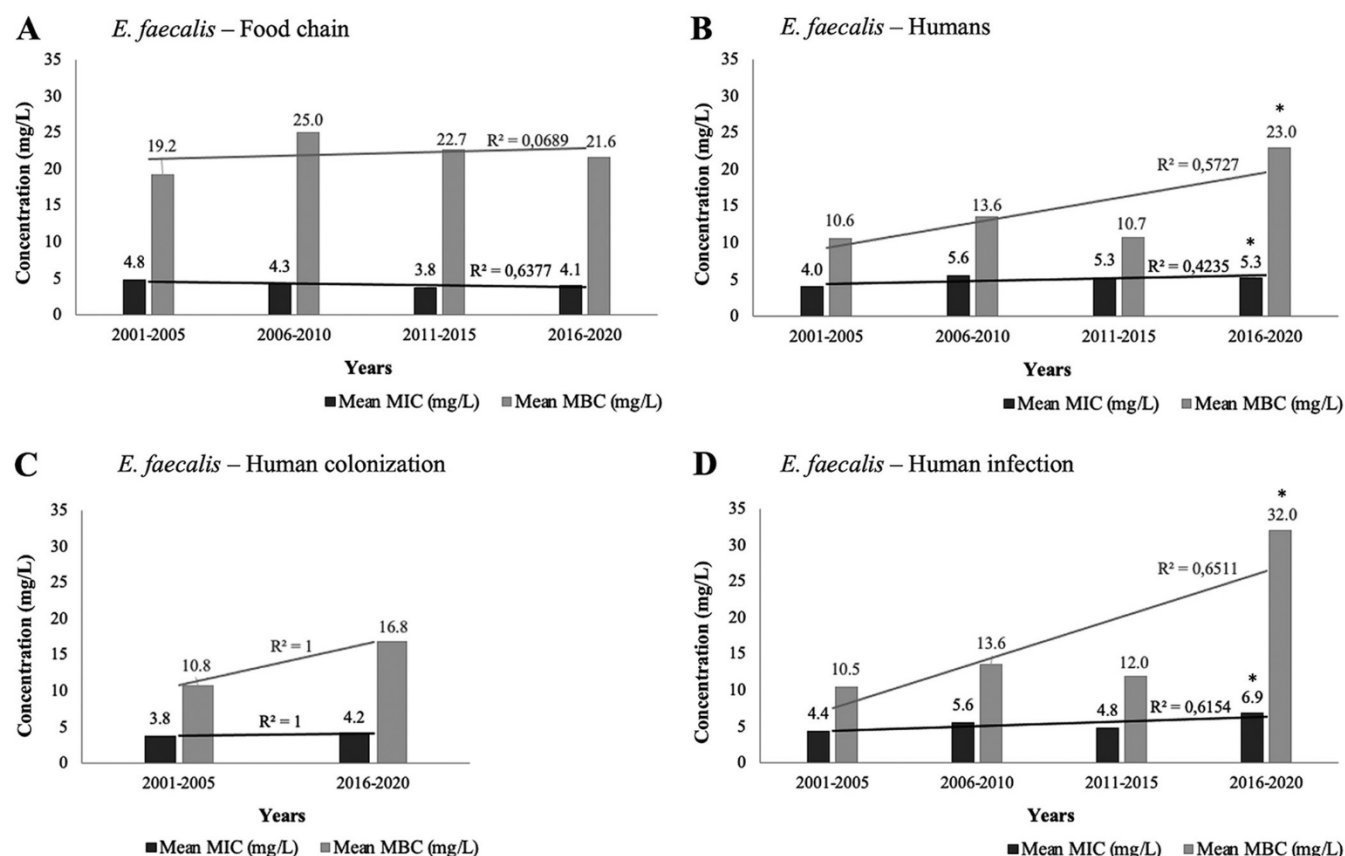 A
E. faecalis – Food chain
Concentration (mg/L)
35
30
25
20
15
10
5
0
19.2
25.0
22.7
21.6
R² = 0,0689
4.8
4.3
3.8
4.1
R² = 0,6377
2001-2005
2006-2010
2011-2015
2016-2020
Years
Mean MIC (mg/L)
Mean MBC (mg/L)
B
E. faecalis – Humans
Concentration (mg/L)
35
30
25
20
15
10
5
0
*
23.0
R² = 0,5727
10.6
13.6
10.7
*
4.0
5.6
5.3
R² = 0,4235
5.3
2001-2005
2006-2010
2011-2015
2016-2020
Years
Mean MIC (mg/L)
Mean MBC (mg/L)
C
E. faecalis – Human colonization
Concentration (mg/L)
35
30
25
20
15
10
5
0
R² = 1
16.8
10.8
3.8
R² = 1
4.2
2001-2005
2016-2020
Years
Mean MIC (mg/L)
Mean MBC (mg/L)
D
E. faecalis – Human infection
Concentration (mg/L)
35
30
25
20
15
10
5
0
*
32.0
R² = 0,6511
10.5
13.6
12.0
*
4.4
5.6
4.8
R² = 0,6154
6.9
2001-2005
2006-2010
2011-2015
2016-2020
Years
Mean MIC (mg/L)
Mean MBC (mg/L)